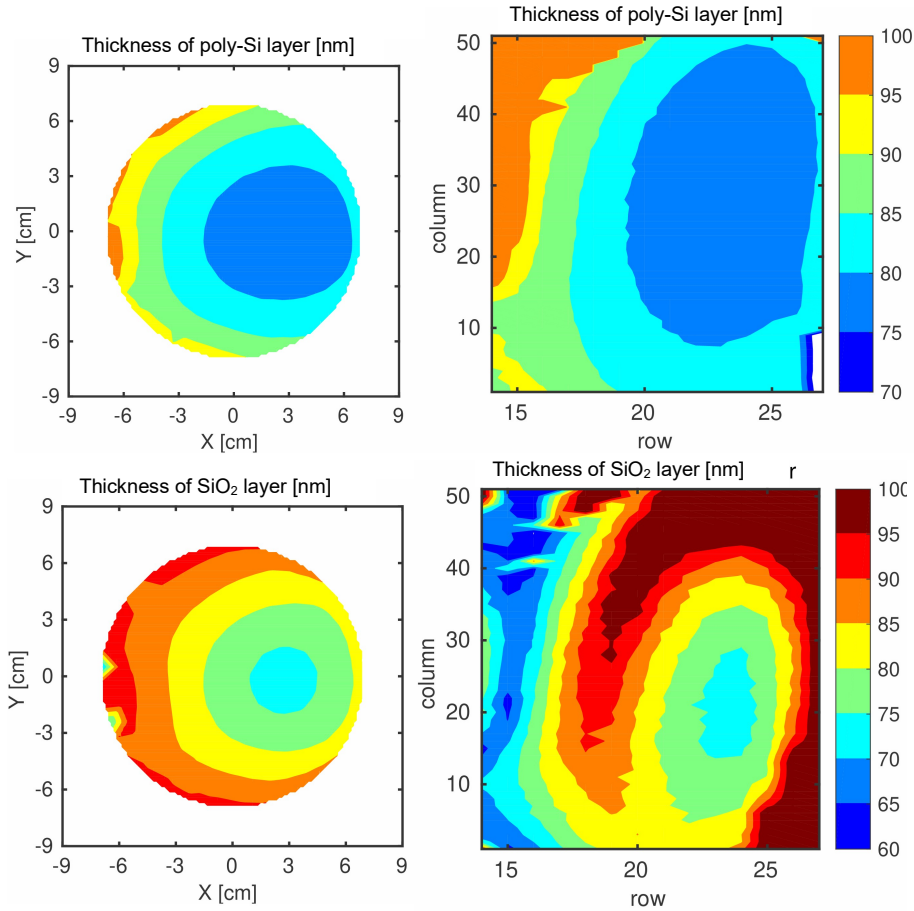 Thickness of poly-Si layer [nm]
9
6
3
0
-3
-6
-9
Y [cm]
-9 -6 -3 0 3 6 9
X [cm]
Thickness of poly-Si layer [nm]
50
40
30
20
10
column
15 20 25
row
100
95
90
85
80
75
70
Thickness of SiO₂ layer [nm]
9
6
3
0
-3
-6
-9
Y [cm]
-9 -6 -3 0 3 6 9
X [cm]
Thickness of SiO₂ layer [nm] r
50
40
30
20
10
column
15 20 25
row
100
95
90
85
80
75
70
65
60